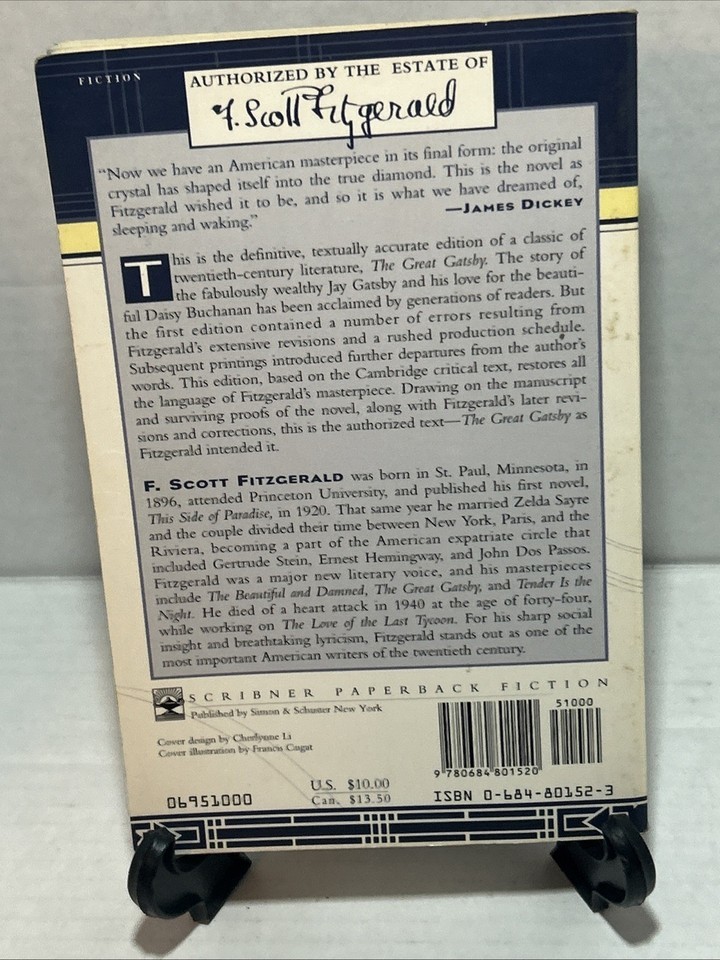 FICTION
AUTHORIZED BY THE ESTATE OF
F. Scott Fitzgerald
“Now we have an American masterpiece in its final form: the original
crystal has shaped itself into the true diamond. This is the novel as
Fitzgerald wished it to be, and so it is what we have dreamed of,
sleeping and waking.”
—JAMES DICKEY
This is the definitive, textually accurate edition of a classic of
twentieth-century literature, The Great Gatsby. The story of
the fabulously wealthy Jay Gatsby and his love for the beauti-
ful Daisy Buchanan has been acclaimed by generations of readers. But
the first edition contained a number of errors resulting from
Fitzgerald's extensive revisions and a rushed production schedule.
Subsequent printings introduced further departures from the author's
words. This edition, based on the Cambridge critical text, restores all
the language of Fitzgerald's masterpiece. Drawing on the manuscript
and surviving proofs of the novel, along with Fitzgerald's later revi-
sions and corrections, this is the authorized text—The Great Gatsby as
Fitzgerald intended it.
F. SCOTT FITZGERALD was born in St. Paul, Minnesota, in
1896, attended Princeton University, and published his first novel,
This Side of Paradise, in 1920. That same year he married Zelda Sayre
and the couple divided their time between New York, Paris, and the
Riviera, becoming a part of the American expatriate circle that
included Gertrude Stein, Ernest Hemingway, and John Dos Passos.
Fitzgerald was a major new literary voice, and his masterpieces
include The Beautiful and Damned, The Great Gatsby, and Tender Is the
Night. He died of a heart attack in 1940 at the age of forty-four,
while working on The Love of the Last Tycoon. For his sharp social
insight and breathtaking lyricism, Fitzgerald stands out as one of the
most important American writers of the twentieth century.
SCRIBNER PAPERBACK FICTION
Published by Simon & Schuster New York
Cover design by Cherlynne Li
Cover illustration by Francis Cugat
51000
9 780684 801520
06951000
U.S. $10.00
Can. $13.50
ISBN 0-684-80152-3